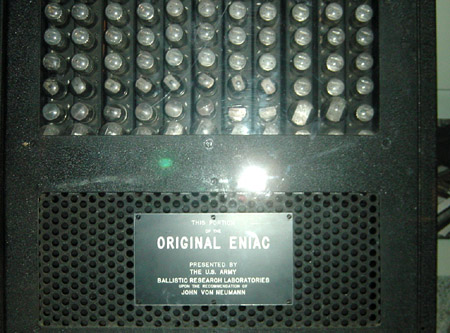 THIS PORTION
OF THE
ORIGINAL ENIAC
PRESENTED BY
THE U.S. ARMY
BALLISTIC RESEARCH LABORATORIES
UPON THE RECOMMENDATION OF
JOHN VON NEUMANN